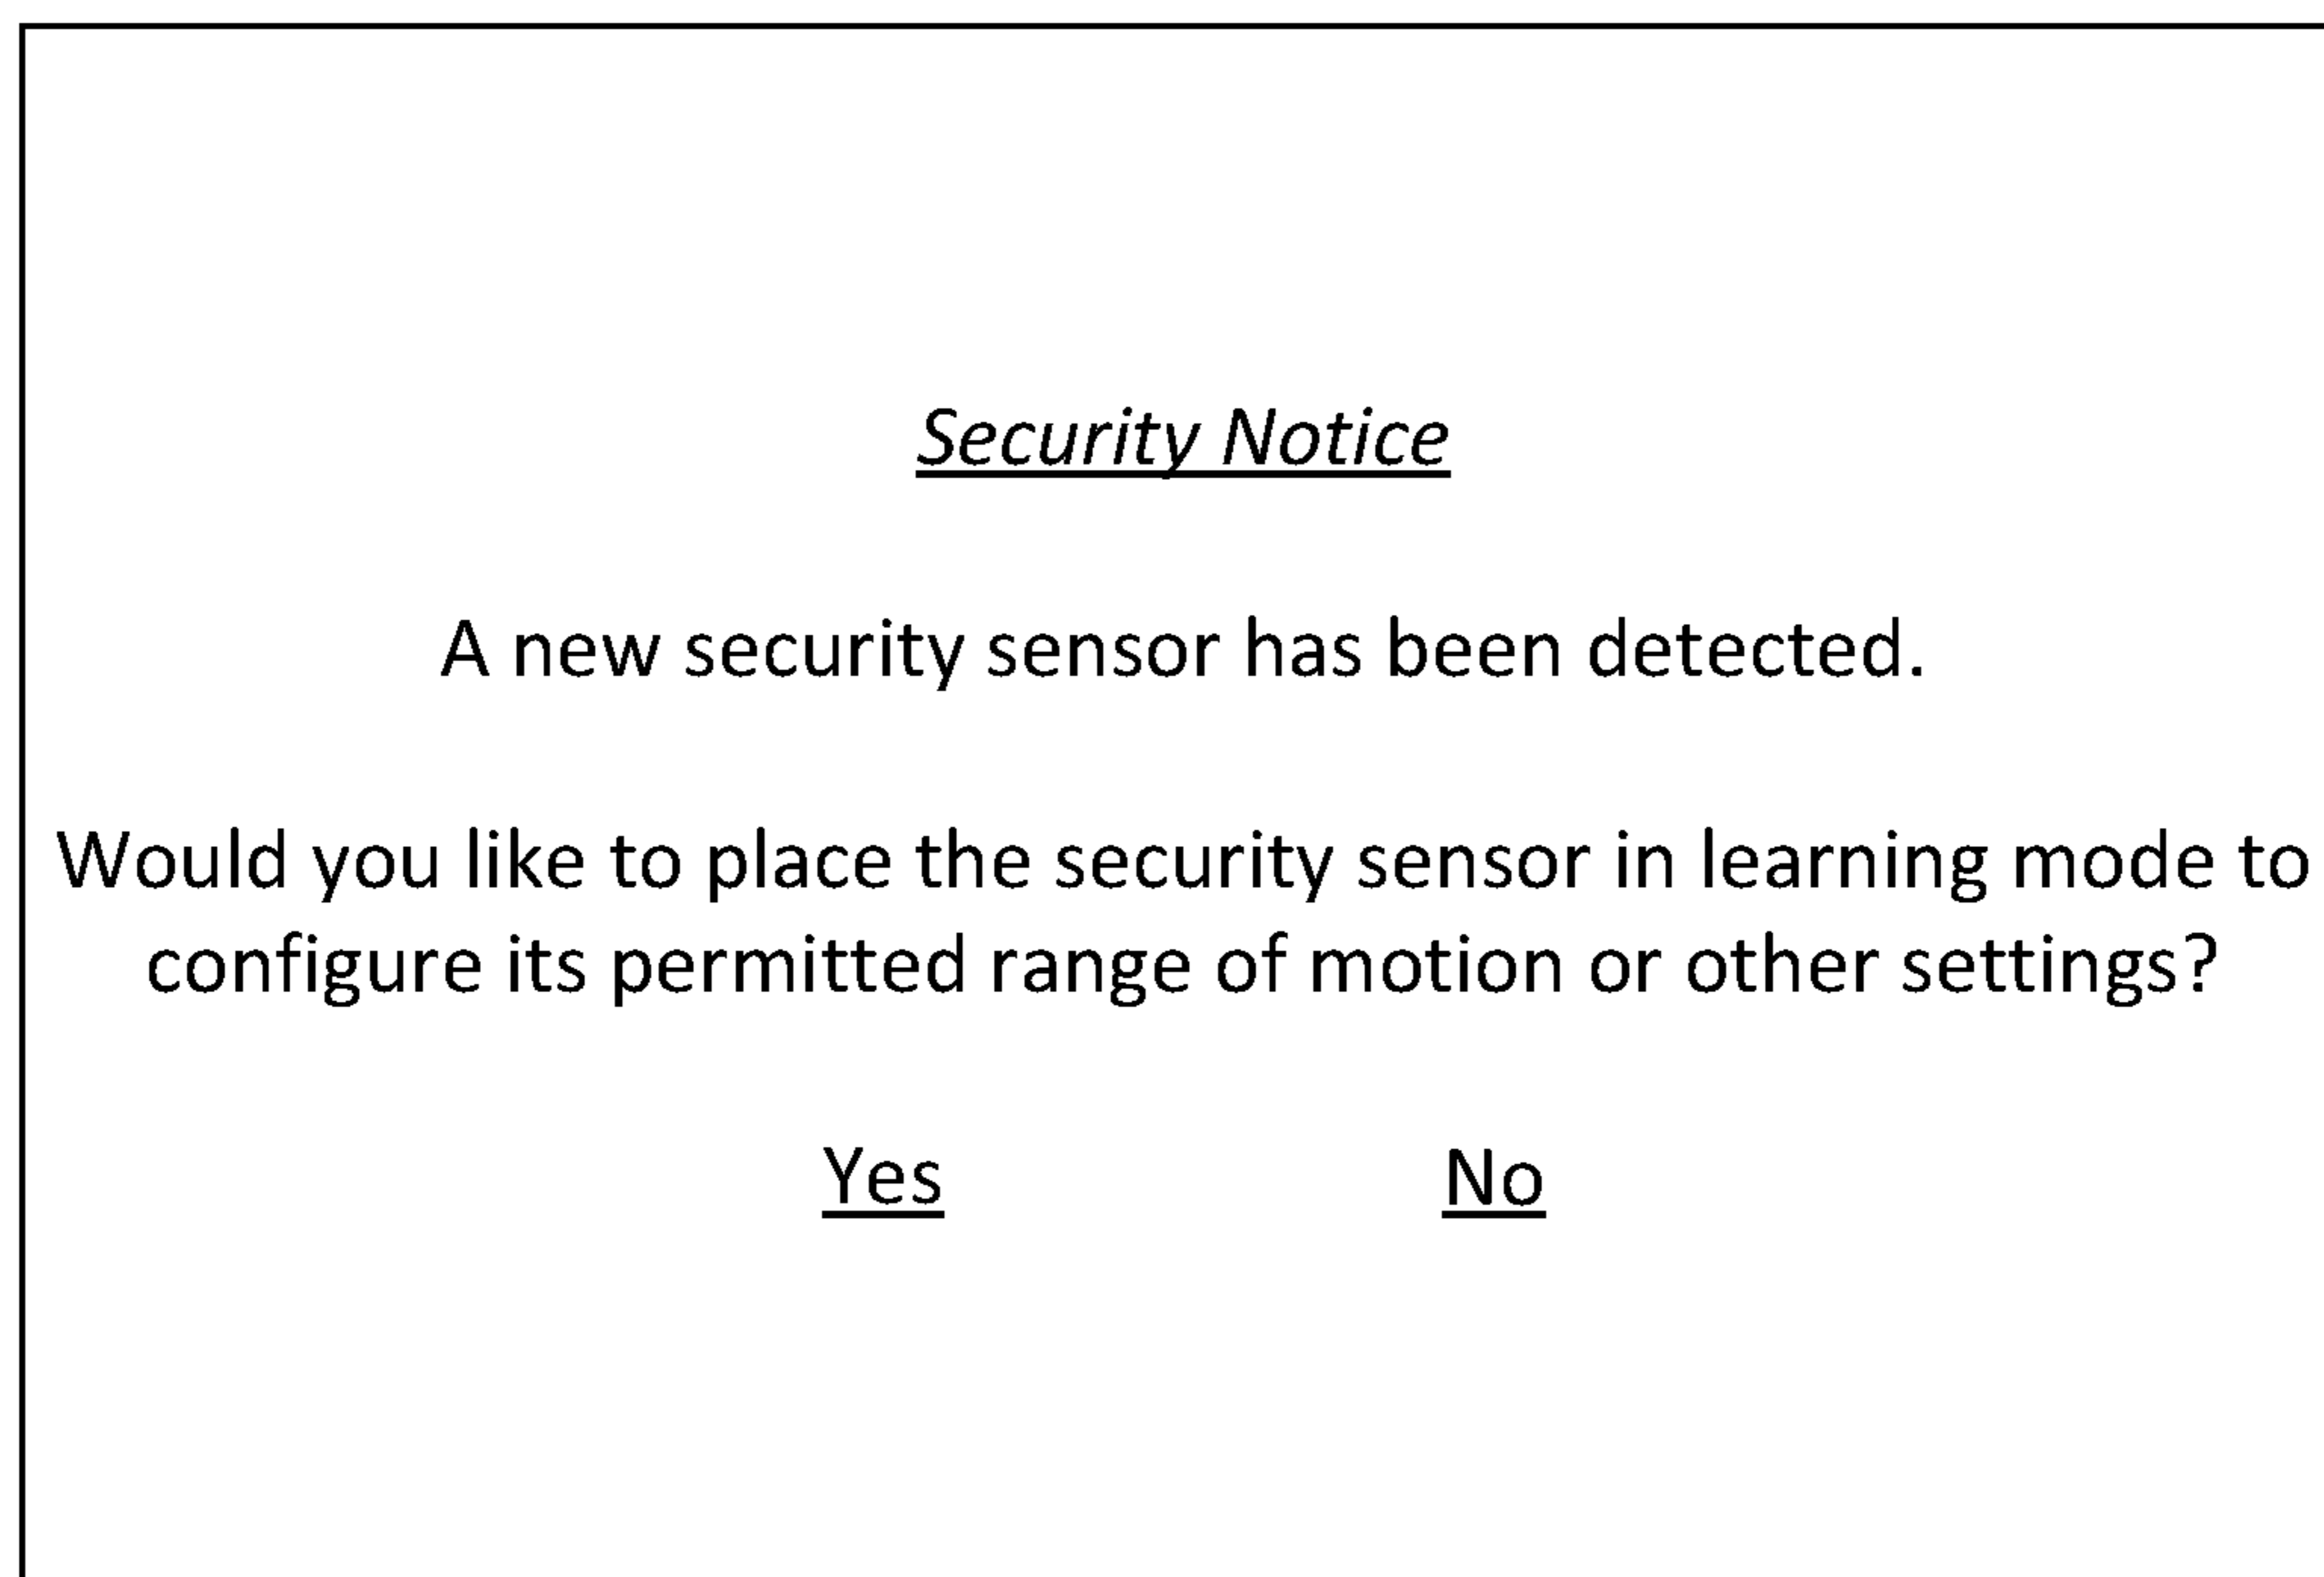 Security Notice
A new security sensor has been detected.
Would you like to place the security sensor in learning mode to
configure its permitted range of motion or other settings?
Yes No